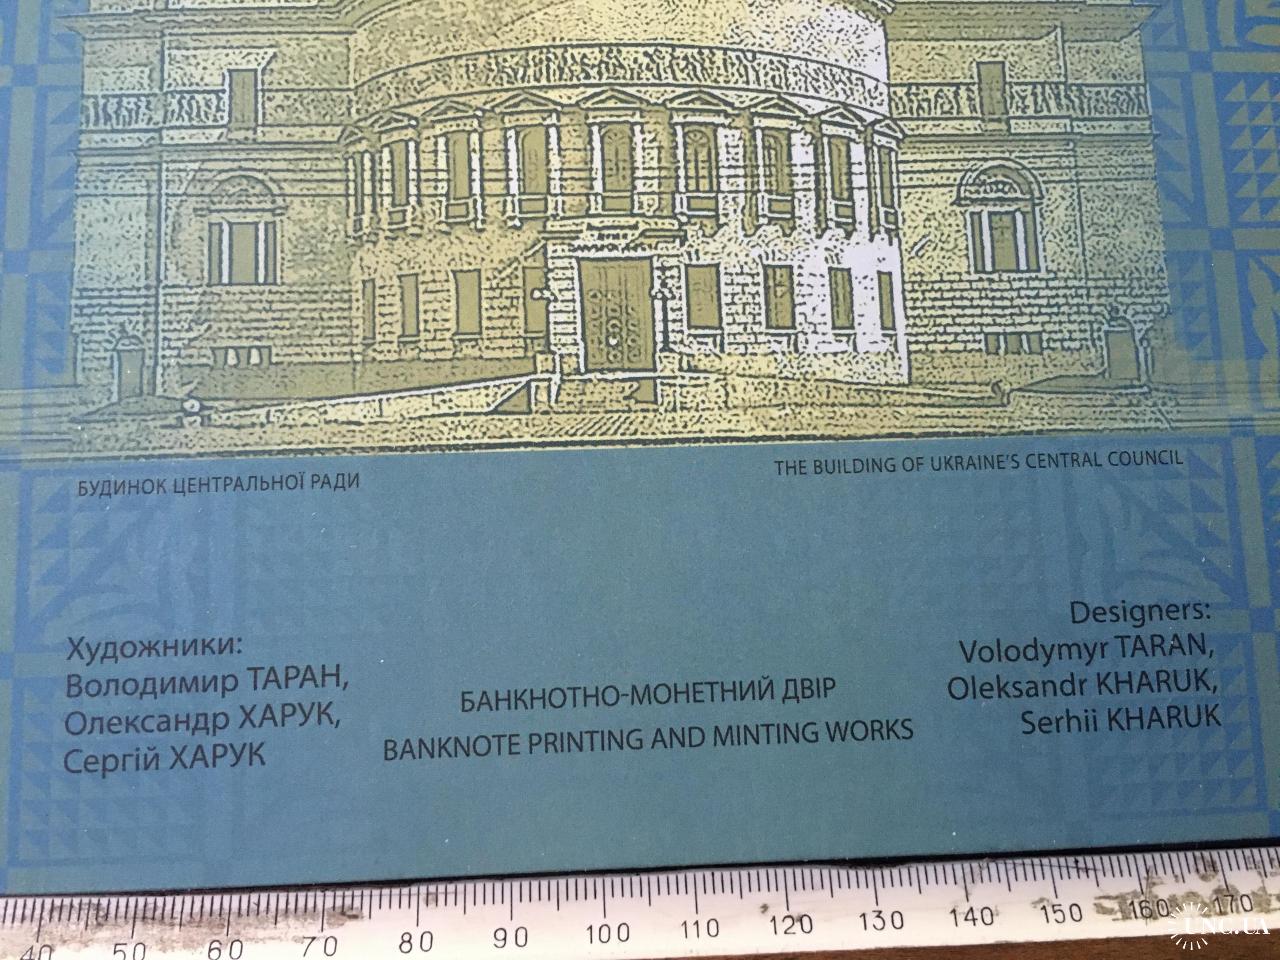 БУДИНОК ЦЕНТРАЛЬНОЇ РАДИ
THE BUILDING OF UKRAINE'S CENTRAL COUNCIL
Художники:
Володимир ТАРАН,
Олександр ХАРУК,
Сергій ХАРУК
БАНКНОТНО-МОНЕТНИЙ ДВІР
BANKNOTE PRINTING AND MINTING WORKS
Designers:
Volodymyr TARAN,
Oleksandr KHARUK,
Serhii KHARUK
40 50 60 70 80 90 100 110 120 130 140 150 160 170
UNC.UA